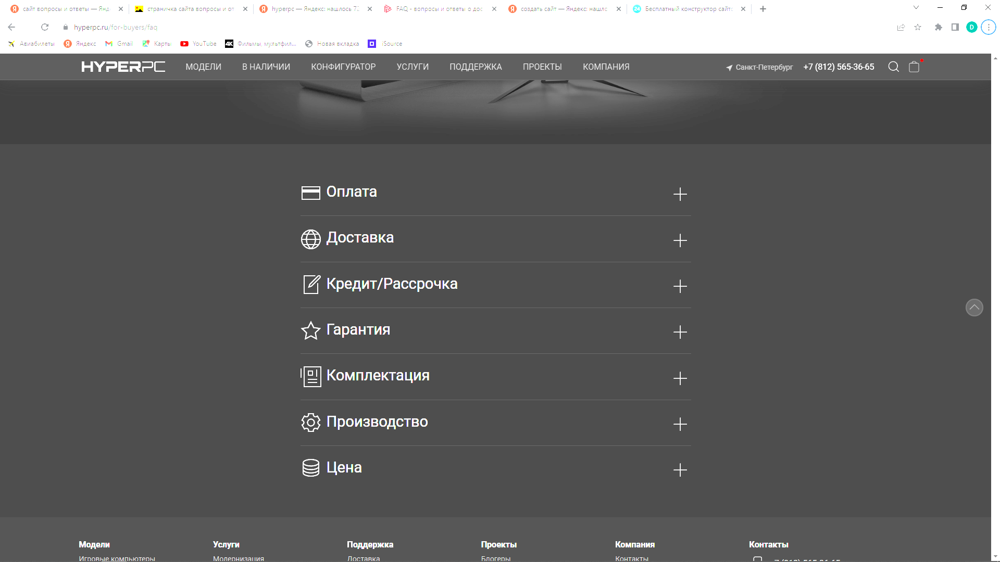 сайт вопросы и ответы — Янд
страничка сайта вопросы и от
hyperpc — Яндекс: нашлось 7
FAQ - вопросы и ответы о дос
создать сайт — Яндекс: нашло
Бесплатный конструктор сайто
hyperpc.ru/for-buyers/faq
D
Авиабилеты
Яндекс
Gmail
Карты
YouTube
4K
Фильмы, мультфил...
Новая вкладка
iSource
HYPERPC
МОДЕЛИ
В НАЛИЧИИ
КОНФИГУРАТОР
УСЛУГИ
ПОДДЕРЖКА
ПРОЕКТЫ
КОМПАНИЯ
Санкт-Петербург
+7 (812) 565-36-65
Оплата
Доставка
Кредит/Рассрочка
Гарантия
Комплектация
Производство
Цена
Модели
Услуги
Поддержка
Проекты
Компания
Контакты
Игровые компьютеры
Модернизация
Доставка
Блогеры
Контакты